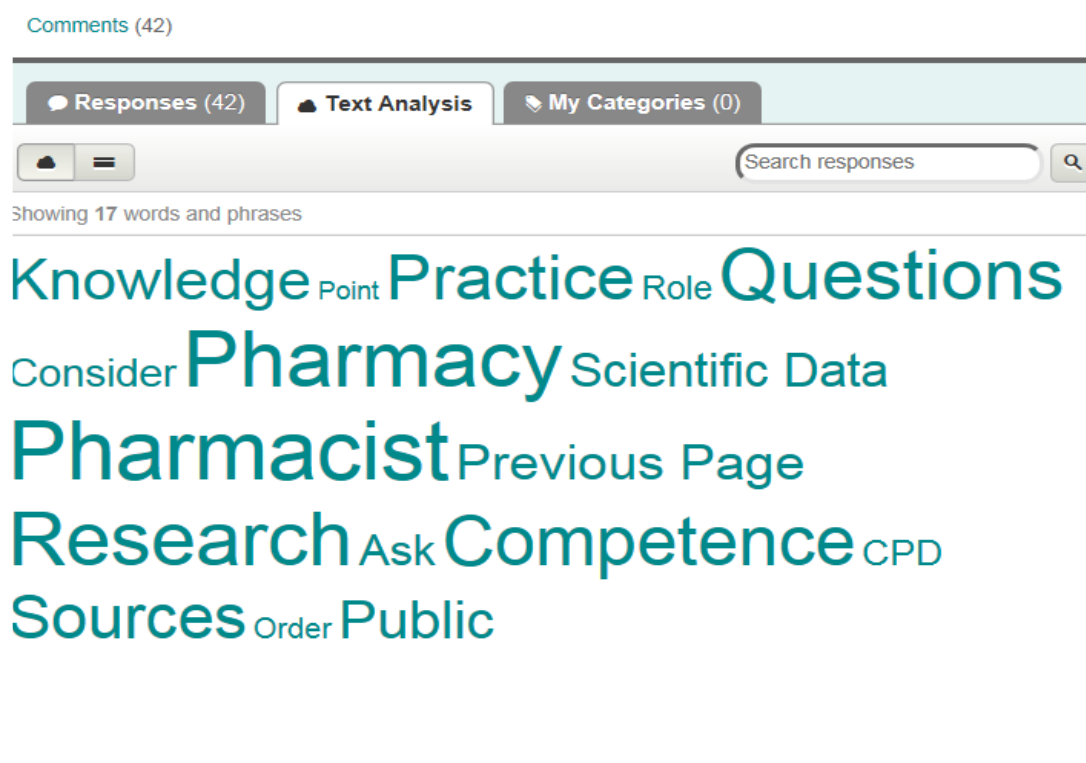 Comments (42)
Responses (42) Text Analysis My Categories (0)
Search responses
Showing 17 words and phrases
Knowledge Point Practice Role Questions
Consider Pharmacy Scientific Data
Pharmacist Previous Page
Research Ask Competence CPD
Sources Order Public